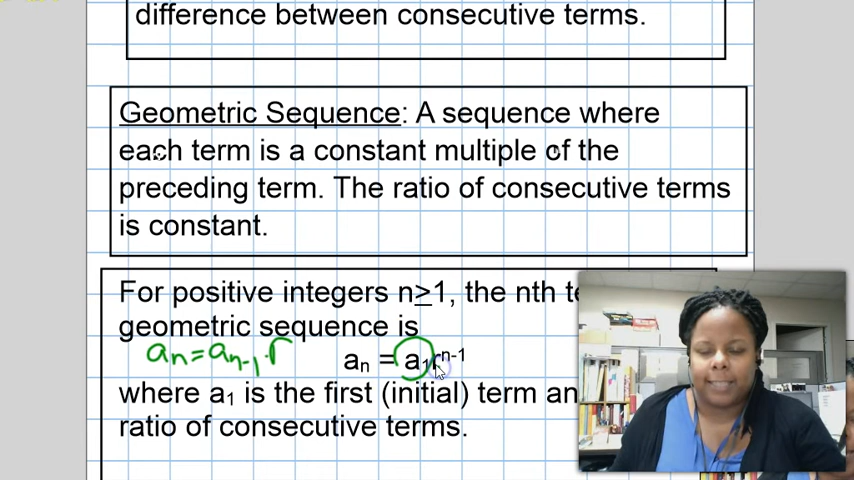 difference between consecutive terms.
Geometric Sequence: A sequence where
each term is a constant multiple of the
preceding term. The ratio of consecutive terms
is constant.
For positive integers n≥1, the nth te
geometric sequence is
aₙ=aₙ₋₁·r aₙ = a₁rⁿ⁻¹
where a₁ is the first (initial) term an
ratio of consecutive terms.